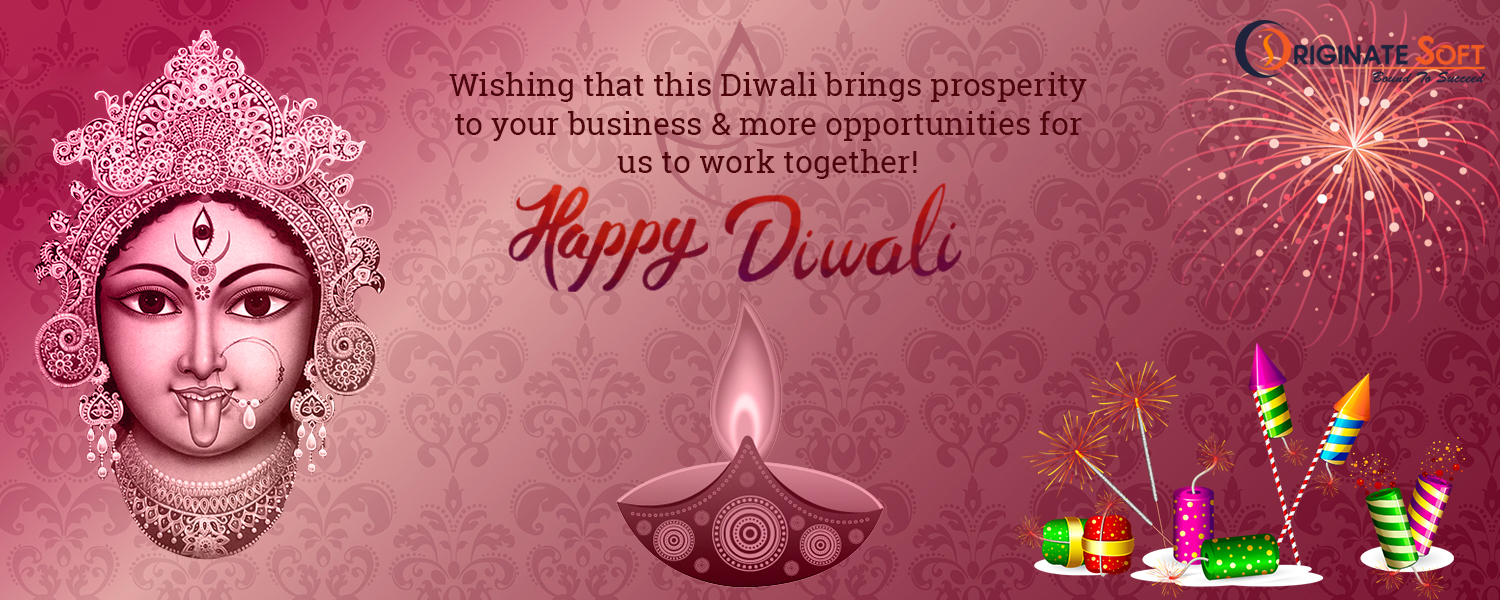 ORIGINATE SOFT
Bound To Succeed
Wishing that this Diwali brings prosperity
to your business & more opportunities for
us to work together!
Happy Diwali